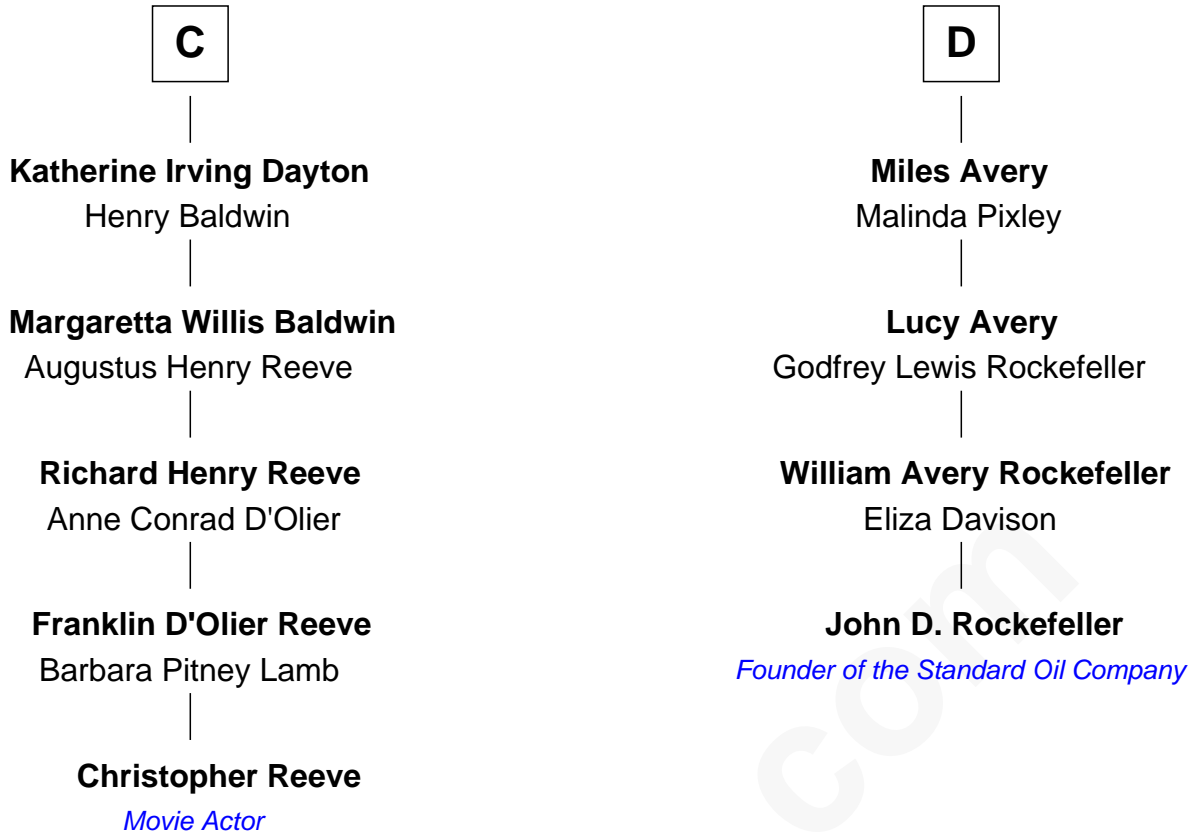 C
Katherine Irving Dayton
Henry Baldwin
Margaretta Willis Baldwin
Augustus Henry Reeve
Richard Henry Reeve
Anne Conrad D'Olier
Franklin D'Olier Reeve
Barbara Pitney Lamb
Christopher Reeve
Movie Actor
D
Miles Avery
Malinda Pixley
Lucy Avery
Godfrey Lewis Rockefeller
William Avery Rockefeller
Eliza Davison
John D. Rockefeller
Founder of the Standard Oil Company
com